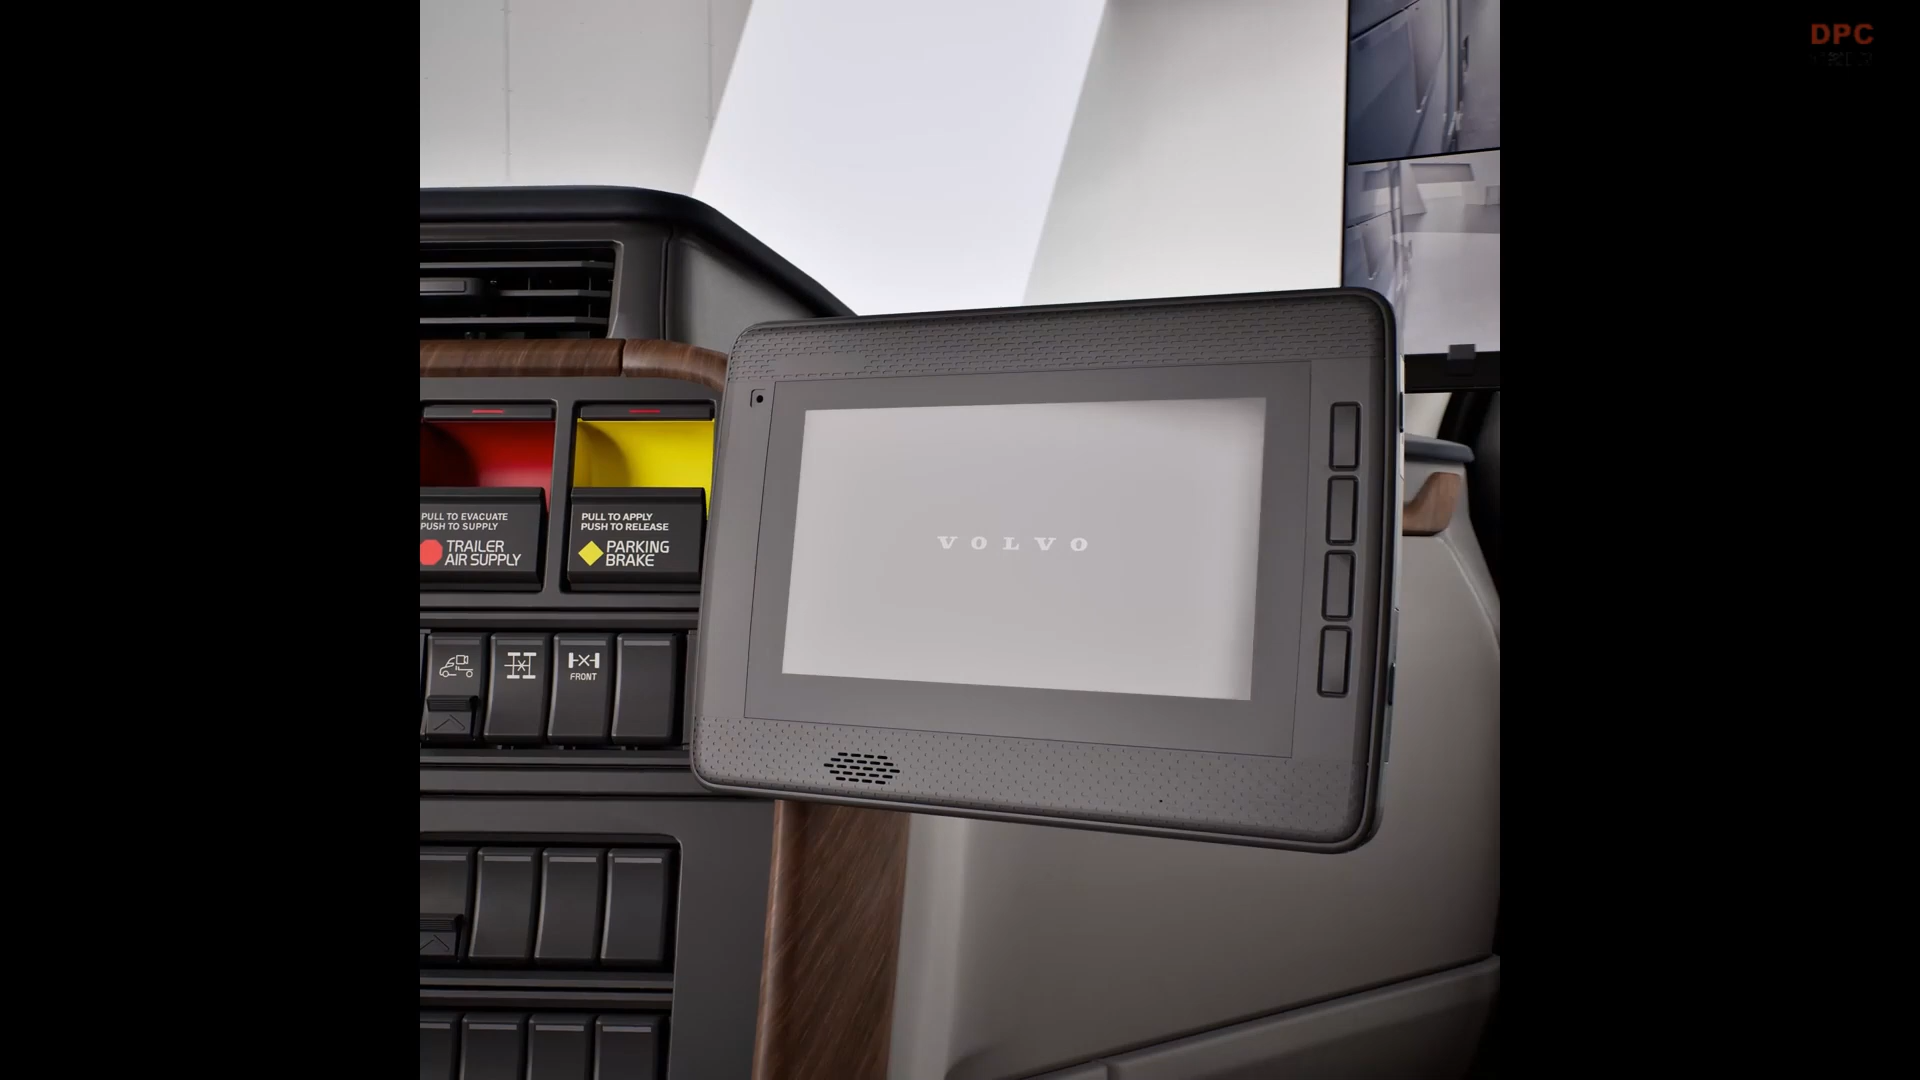 DPC
PULL TO EVACUATE
PUSH TO SUPPLY
TRAILER
AIR SUPPLY
PULL TO APPLY
PUSH TO RELEASE
PARKING
BRAKE
VOLVO
FRONT